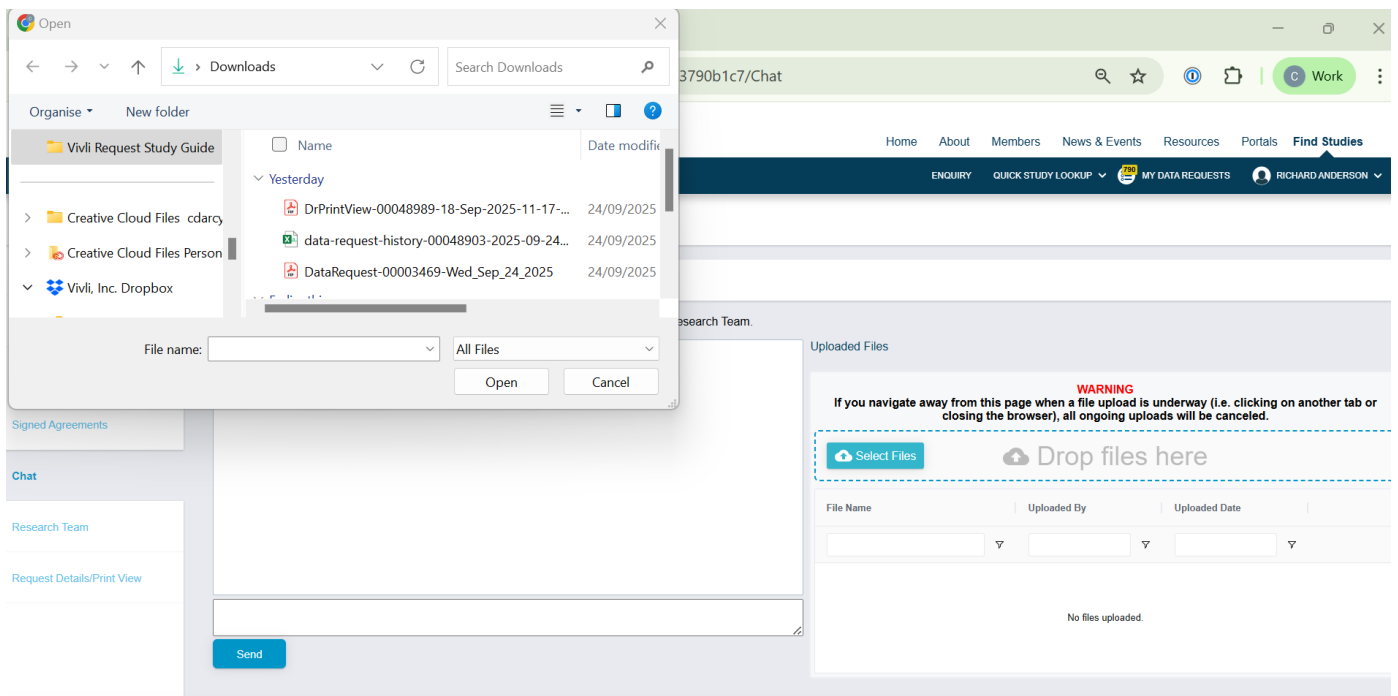 Open
Downloads
Search Downloads
3790b1c7/Chat
C Work
Organise
New folder
?
Vivli Request Study Guide
Name
Date modifie
Yesterday
DrPrintView-00048989-18-Sep-2025-11-17-...
24/09/2025
data-request-history-00048903-2025-09-24...
24/09/2025
DataRequest-00003469-Wed_Sep_24_2025
24/09/2025
Creative Cloud Files cdarcy
Creative Cloud Files Person
Vivli, Inc. Dropbox
File name:
All Files
Open
Cancel
Home About Members News & Events Resources Portals Find Studies
ENQUIRY QUICK STUDY LOOKUP 790 MY DATA REQUESTS RICHARD ANDERSON
esearch Team.
Signed Agreements
Chat
Research Team
Request Details/Print View
Send
Uploaded Files
WARNING
If you navigate away from this page when a file upload is underway (i.e. clicking on another tab or
closing the browser), all ongoing uploads will be canceled.
Select Files
Drop files here
File Name
Uploaded By
Uploaded Date
No files uploaded.